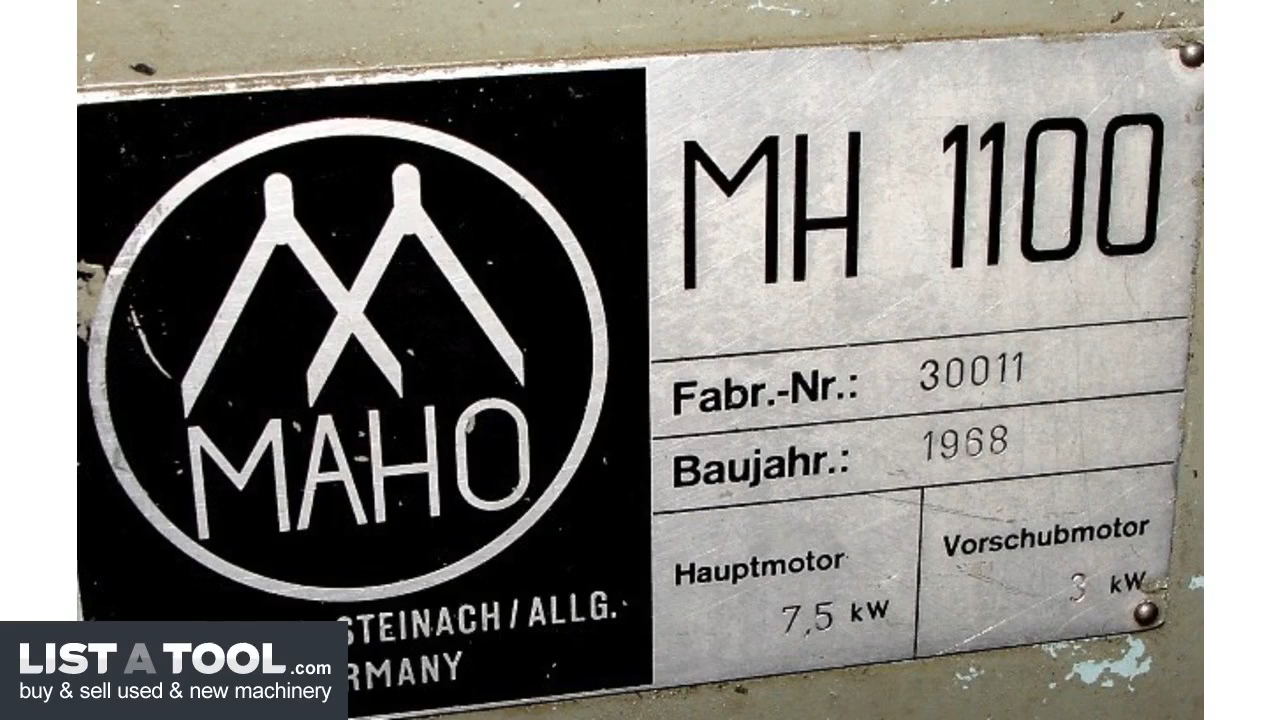 MAHO
STEINACH / ALLG.
RMANY
MH 1100
Fabr.-Nr.: 30011
Baujahr.: 1968
Hauptmotor
7,5 kW
Vorschubmotor
3 kW
LIST A TOOL.com
buy & sell used & new machinery